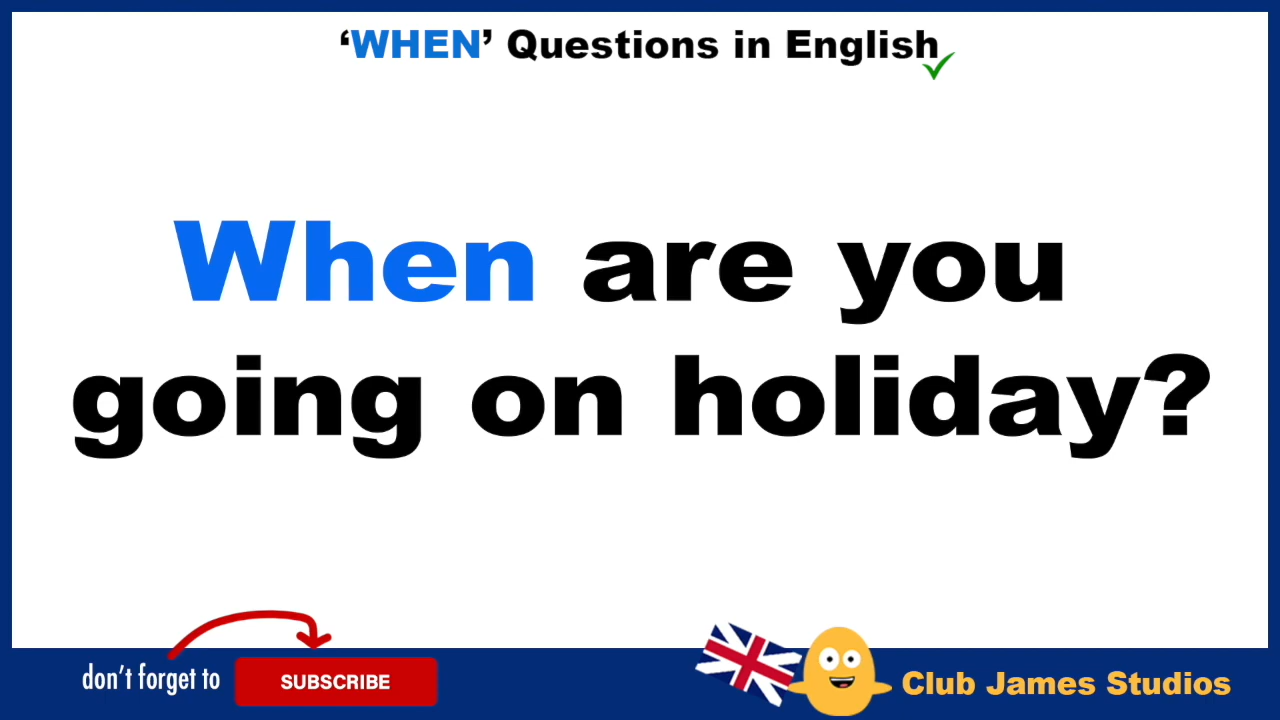 ‘WHEN’ Questions in English
When are you
going on holiday?
don't forget to
SUBSCRIBE
Club James Studios